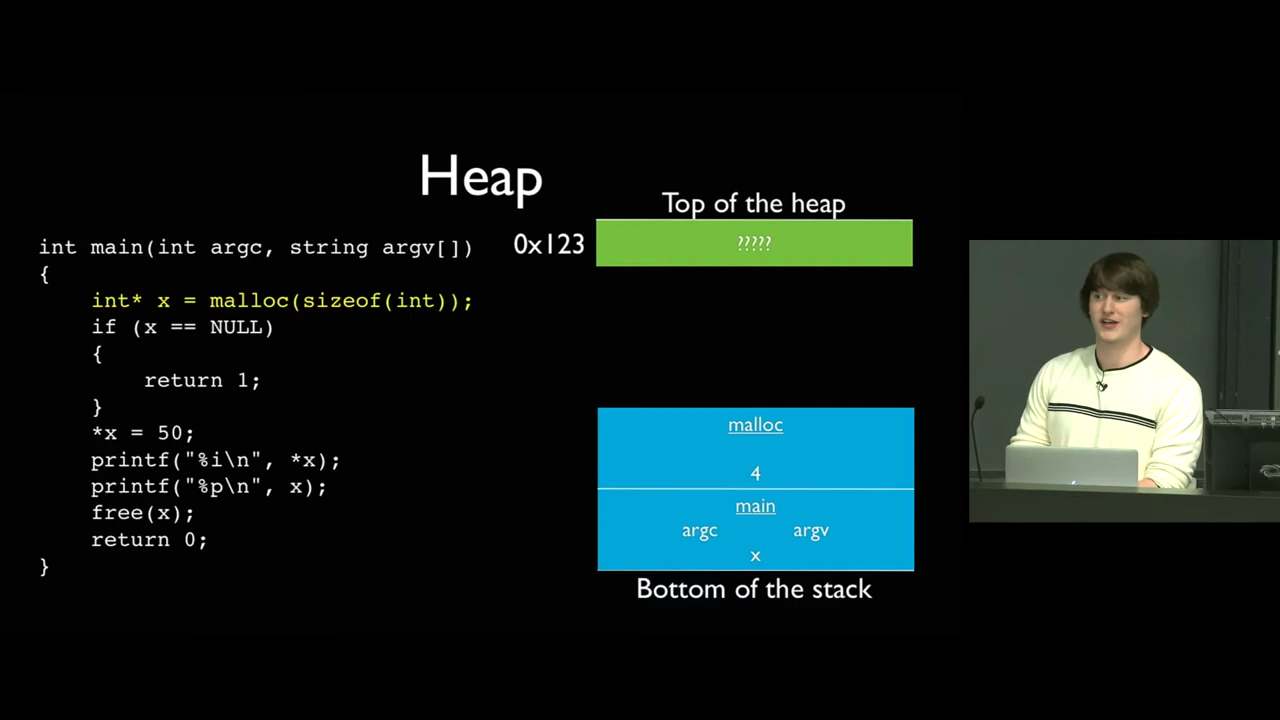 Heap
int main(int argc, string argv[])
{
int* x = malloc(sizeof(int));
if (x == NULL)
{
return 1;
}
*x = 50;
printf("%i\n", *x);
printf("%p\n", x);
free(x);
return 0;
}
Top of the heap
0x123
?????
malloc
4
main
argc argv
x
Bottom of the stack